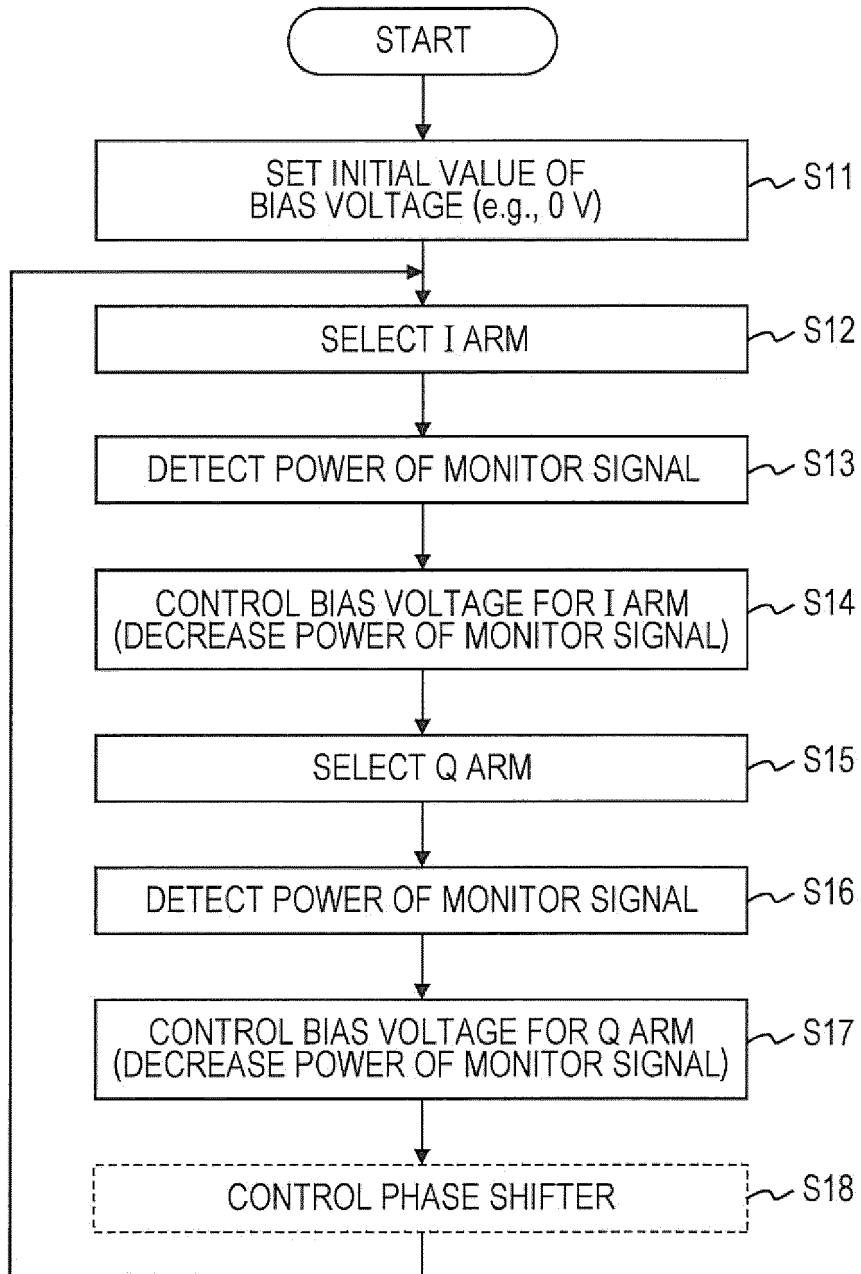 START
SET INITIAL VALUE OF
BIAS VOLTAGE (e.g., 0 V)
S11
SELECT I ARM
S12
DETECT POWER OF MONITOR SIGNAL
S13
CONTROL BIAS VOLTAGE FOR I ARM
(DECREASE POWER OF MONITOR SIGNAL)
S14
SELECT Q ARM
S15
DETECT POWER OF MONITOR SIGNAL
S16
CONTROL BIAS VOLTAGE FOR Q ARM
(DECREASE POWER OF MONITOR SIGNAL)
S17
CONTROL PHASE SHIFTER
S18